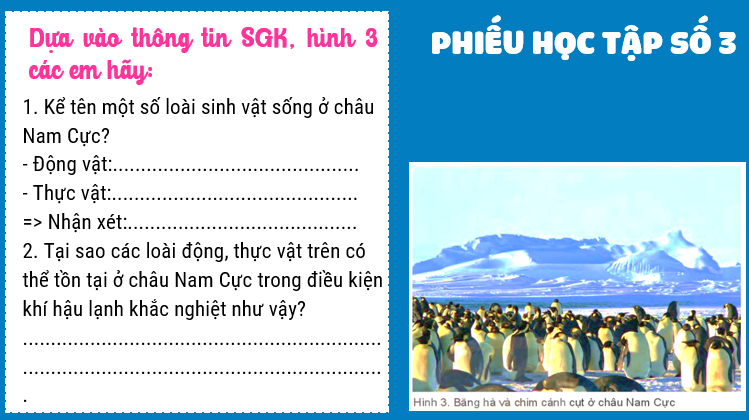 Dựa vào thông tin SGK, hình 3
các em hãy:
1. Kể tên một số loài sinh vật sống ở châu
Nam Cực?
- Động vật:.............................................
- Thực vật:.............................................
=> Nhận xét:..........................................
2. Tại sao các loài động, thực vật trên có
thể tồn tại ở châu Nam Cực trong điều kiện
khí hậu lạnh khắc nghiệt như vậy?
.................................................................
.................................................................
.
PHIẾU HỌC TẬP SỐ 3
Hình 3. Băng hà và chim cánh cụt ở châu Nam Cực